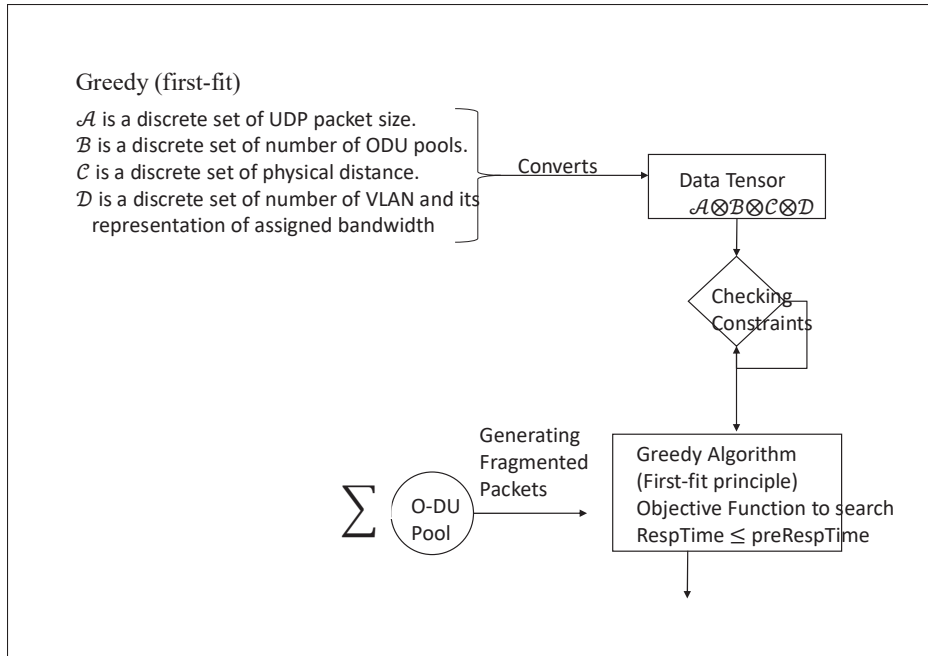 Greedy (first-fit)
𝒜 is a discrete set of UDP packet size.
ℬ is a discrete set of number of ODU pools.
𝒞 is a discrete set of physical distance.
𝒟 is a discrete set of number of VLAN and its
representation of assigned bandwidth
Converts
Data Tensor
𝒜⊗ℬ⊗𝒞⊗𝒟
Checking
Constraints
Generating
Fragmented
Packets
∑
O-DU
Pool
Greedy Algorithm
(First-fit principle)
Objective Function to search
RespTime ≤ preRespTime